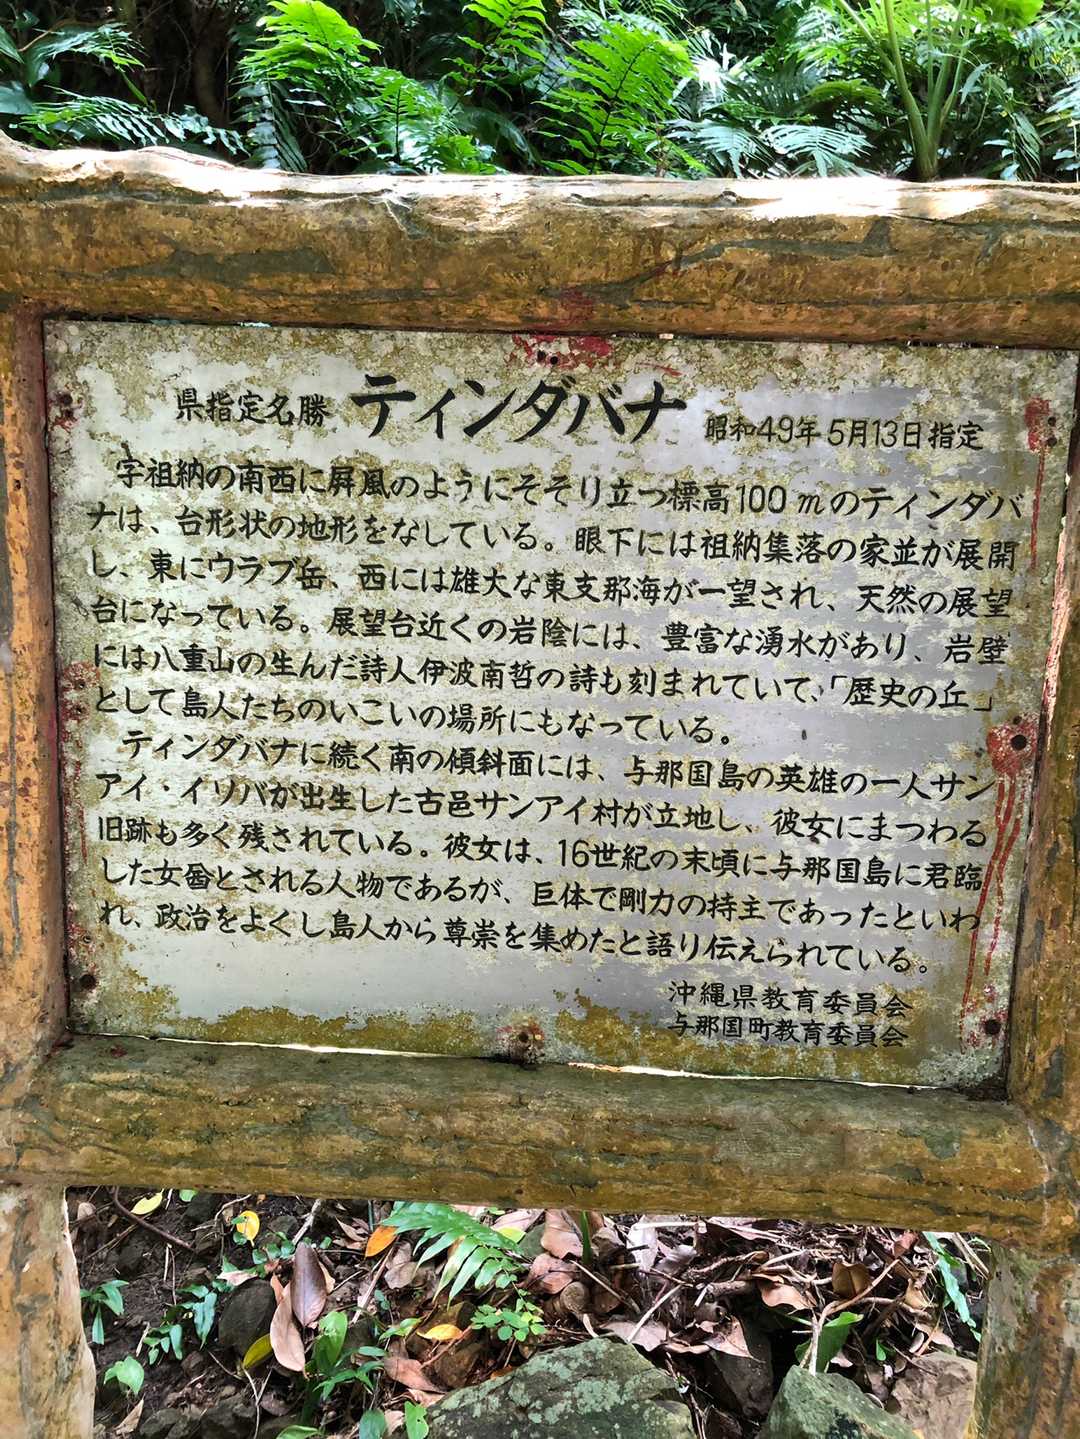 県指定名勝 ティンダバナ 昭和49年5月13日指定
字祖納の南西に屛風のようにそそり立つ標高100mのティンダバ
ナは、台形状の地形をなしている。眼下には祖納集落の家並が展開
し、東にウラブ岳、西には雄大な東支那海が一望され、天然の展望
台になっている。展望台近くの岩陰には、豊富な湧水があり、岩壁
には八重山の生んだ詩人伊波南哲の詩も刻まれていて、「歴史の丘」
として島人たちのいこいの場所にもなっている。
ティンダバナに続く南の傾斜面には、与那国島の英雄の一人サン
アイ・イソバが出生した古邑サンアイ村が立地し、彼女にまつわる
旧跡も多く残されている。彼女は、16世紀の末頃に与那国島に君臨
した女酋とされる人物であるが、巨体で剛力の持主であったといわ
れ、政治をよくし島人から尊崇を集めたと語り伝えられている。
沖縄県教育委員会
与那国町教育委員会